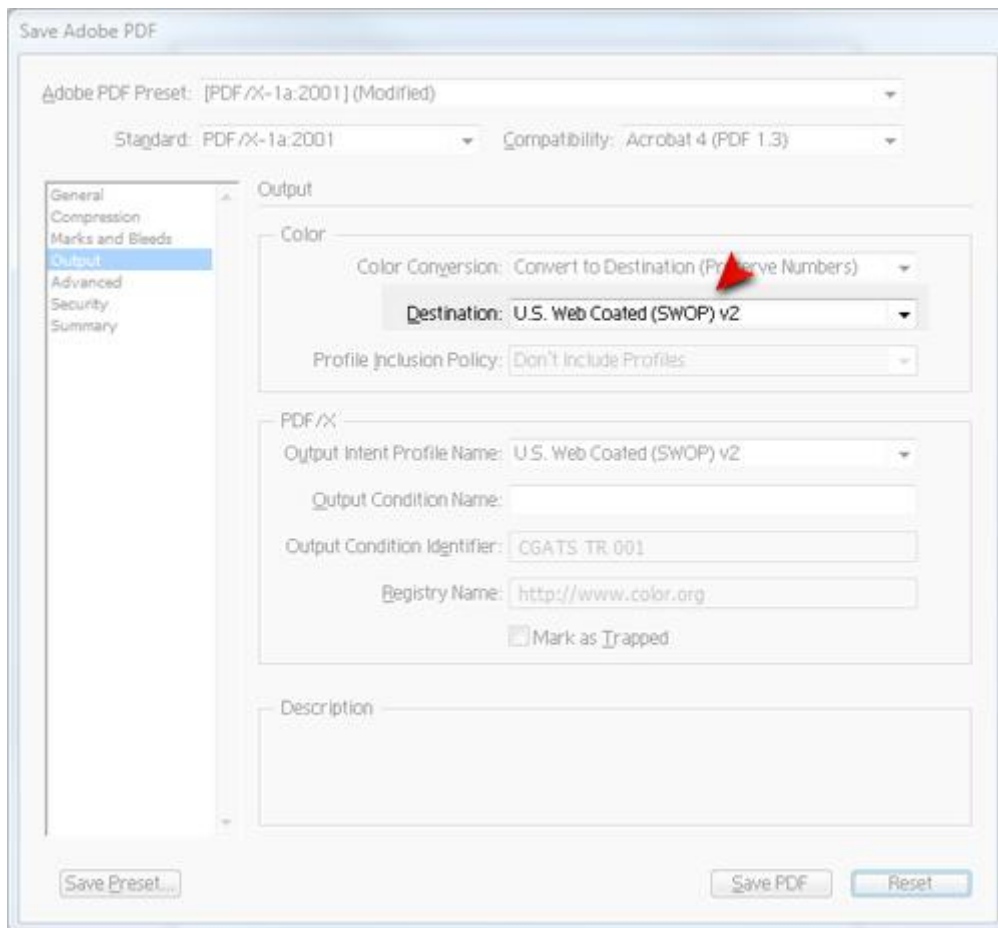 Save Adobe PDF
Adobe PDF Preset: [PDF/X-1a:2001] (Modified)
Standard: PDF/X-1a:2001 Compatibility: Acrobat 4 (PDF 1.3)
General
Compression
Marks and Bleeds
Output
Advanced
Security
Summary
Output
Color
Color Conversion: Convert to Destination (Preserve Numbers)
Destination: U.S. Web Coated (SWOP) v2
Profile Inclusion Policy: Don't Include Profiles
PDF/X
Output Intent Profile Name: U.S. Web Coated (SWOP) v2
Output Condition Name:
Output Condition Identifier: CGATS TR 001
Registry Name: http://www.color.org
Mark as Trapped
Description
Save Preset... Save PDF Reset